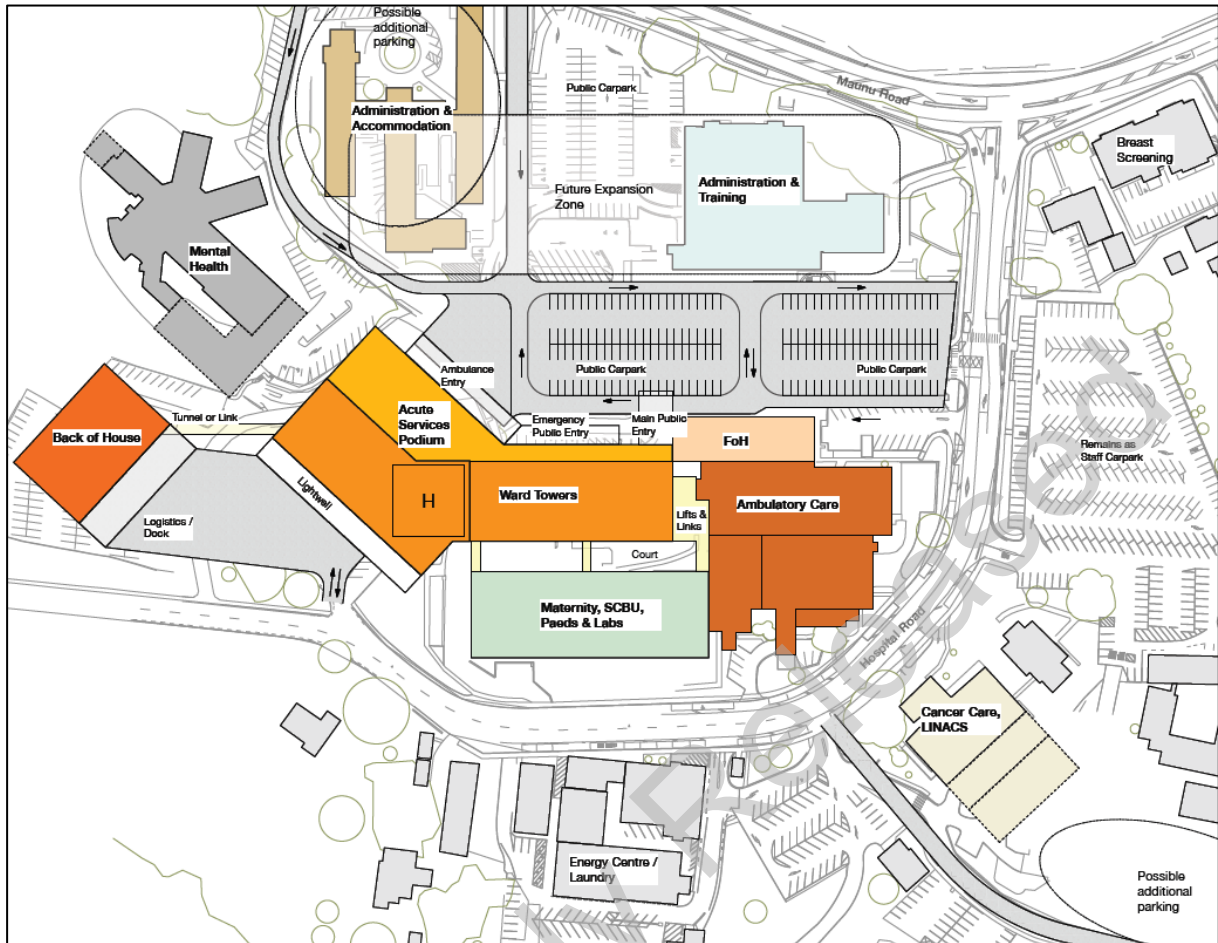 Possible
additional
parking
Public Carpark
Maunu Road
Administration &
Accommodation
Breast
Screening
Future Expansion
Zone
Administration &
Training
Mental
Health
Ambulance
Entry
Public Carpark
Public Carpark
Tunnel or Link
Acute
Services
Podium
Emergency
Public Entry
Main Public
Entry
Back of House
FoH
Remains as
Staff Carpark
Lightwell
H
Ward Towers
Ambulatory Care
Lifts &
Links
Logistics /
Dock
Court
Maternity, SCBU,
Paeds & Labs
Hospital Road
Cancer Care,
LINACS
Energy Centre /
Laundry
Possible
additional
parking
y Released